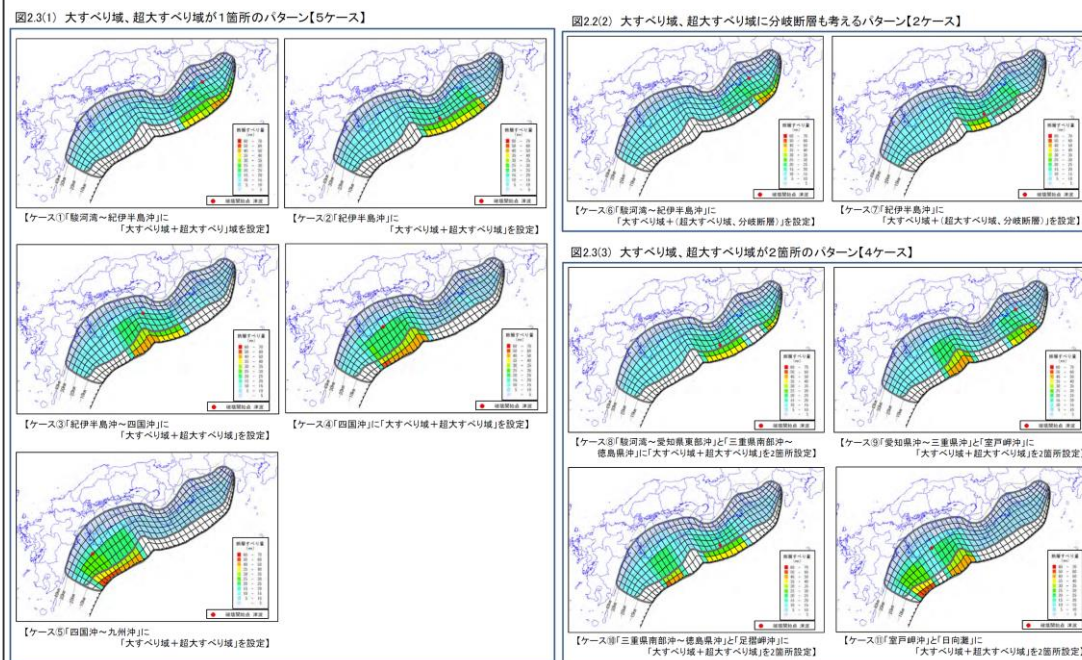 図2.3(1) 大すべり域、超大すべり域が1箇所のパターン【5ケース】
【ケース①「駿河湾～紀伊半島沖」に
「大すべり域＋超大すべり」域を設定】
【ケース②「紀伊半島沖」に
「大すべり域＋超大すべり域」を設定】
【ケース③「紀伊半島沖～四国沖」に
「大すべり域＋超大すべり域」を設定】
【ケース④「四国沖」に「大すべり域＋超大すべり域」を設定】
【ケース⑤「四国沖～九州沖」に
「大すべり域＋超大すべり域」を設定】
図2.2(2) 大すべり域、超大すべり域に分岐断層も考えるパターン【2ケース】
【ケース⑥「駿河湾～紀伊半島沖」に
「大すべり域＋(超大すべり域、分岐断層)」を設定】
【ケース⑦「紀伊半島沖」に
「大すべり域＋(超大すべり域、分岐断層)」を設定】
図2.3(3) 大すべり域、超大すべり域が2箇所のパターン【4ケース】
【ケース⑧「駿河湾～愛知県東部沖」と「三重県南部沖～
徳島県沖」に「大すべり域＋超大すべり域」を2箇所設定】
【ケース⑨「愛知県沖～三重県沖」と「室戸岬沖」に
「大すべり域＋超大すべり域」を2箇所設定】
【ケース⑩「三重県南部沖～徳島県沖」と「足摺岬沖」に
「大すべり域＋超大すべり域」を2箇所設定】
【ケース⑪「室戸岬沖」と「日向灘」に
「大すべり域＋超大すべり域」を2箇所設定】